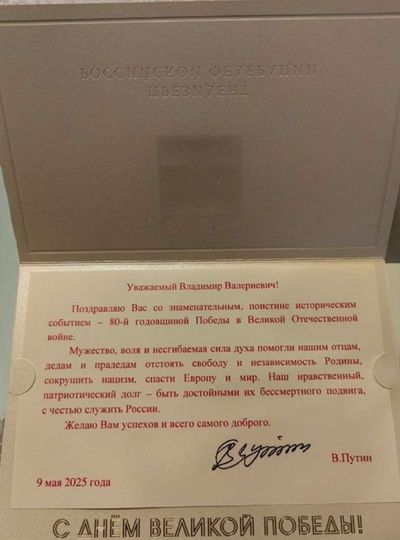 ПРЕЗИДЕНТ
РОССИЙСКОЙ ФЕДЕРАЦИИ
Уважаемый Владимир Валериевич!
Поздравляю Вас со знаменательным, поистине историческим
событием – 80-й годовщиной Победы в Великой Отечественной
войне.
Мужество, воля и несгибаемая сила духа помогли нашим отцам,
дедам и прадедам отстоять свободу и независимость Родины,
сокрушить нацизм, спасти Европу и мир. Наш нравственный,
патриотический долг – быть достойными их бессмертного подвига,
с честью служить России.
Желаю Вам успехов и всего самого доброго.
В.Путин
9 мая 2025 года
С ДНЁМ ВЕЛИКОЙ ПОБЕДЫ!